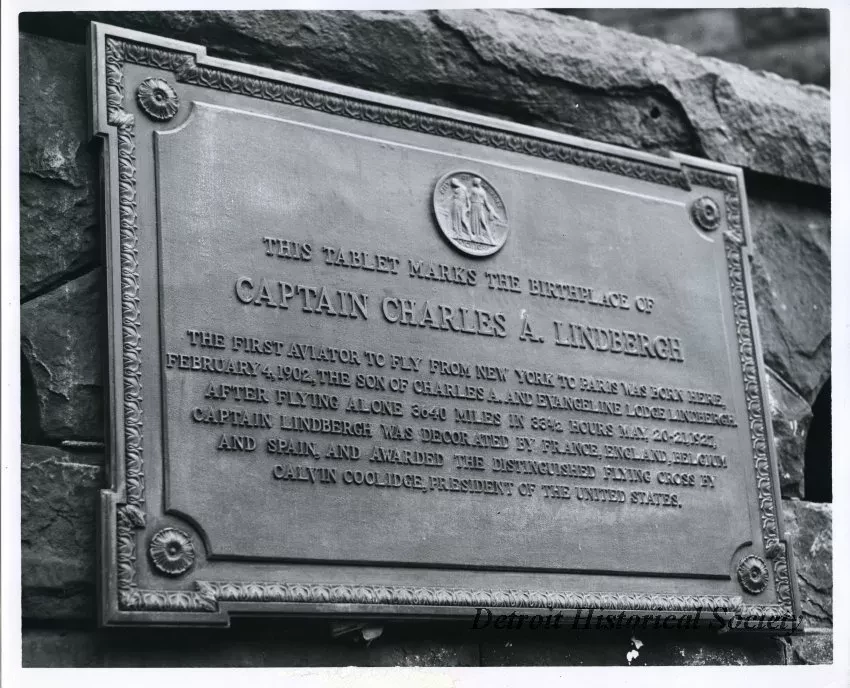 THIS TABLET MARKS THE BIRTHPLACE OF
CAPTAIN CHARLES A. LINDBERGH
THE FIRST AVIATOR TO FLY FROM NEW YORK TO PARIS WAS BORN HERE,
FEBRUARY 4, 1902, THE SON OF CHARLES A. AND EVANGELINE LODGE LINDBERGH.
AFTER FLYING ALONE 3640 MILES IN 33½ HOURS MAY, 20-21, 1927,
CAPTAIN LINDBERGH WAS DECORATED BY FRANCE, ENGLAND, BELGIUM
AND SPAIN, AND AWARDED THE DISTINGUISHED FLYING CROSS BY
CALVIN COOLIDGE, PRESIDENT OF THE UNITED STATES.
Detroit Historical Society